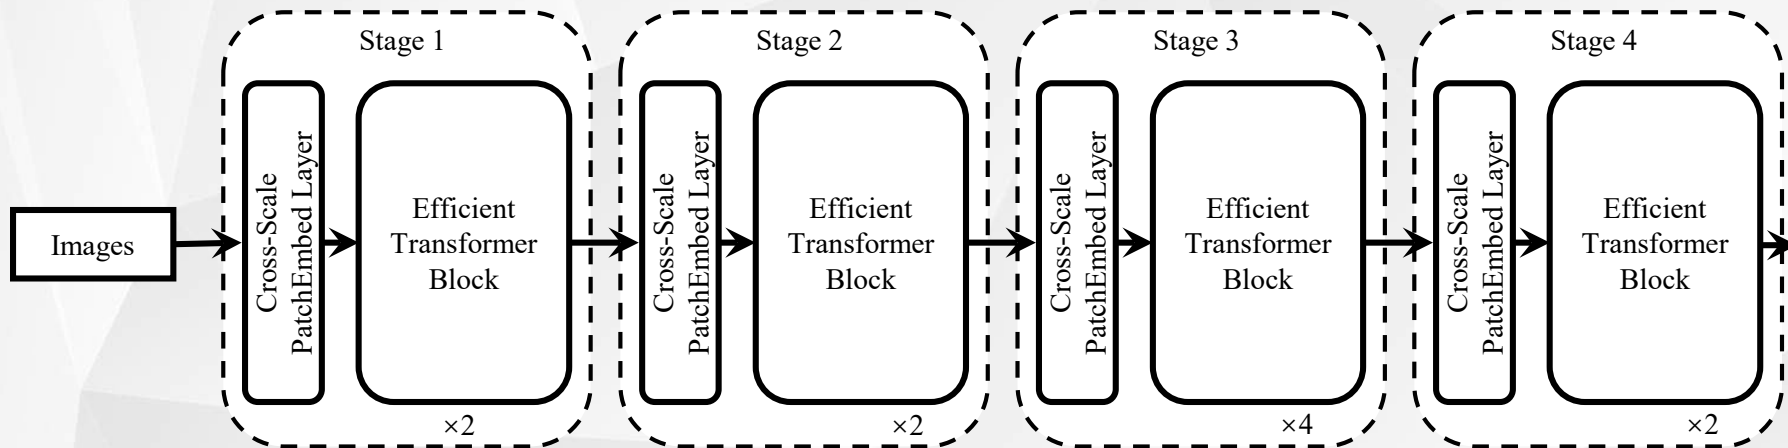 Images
Stage 1
Cross-Scale
PatchEmbed Layer
Efficient
Transformer
Block
×2
Stage 2
Cross-Scale
PatchEmbed Layer
Efficient
Transformer
Block
×2
Stage 3
Cross-Scale
PatchEmbed Layer
Efficient
Transformer
Block
×4
Stage 4
Cross-Scale
PatchEmbed Layer
Efficient
Transformer
Block
×2